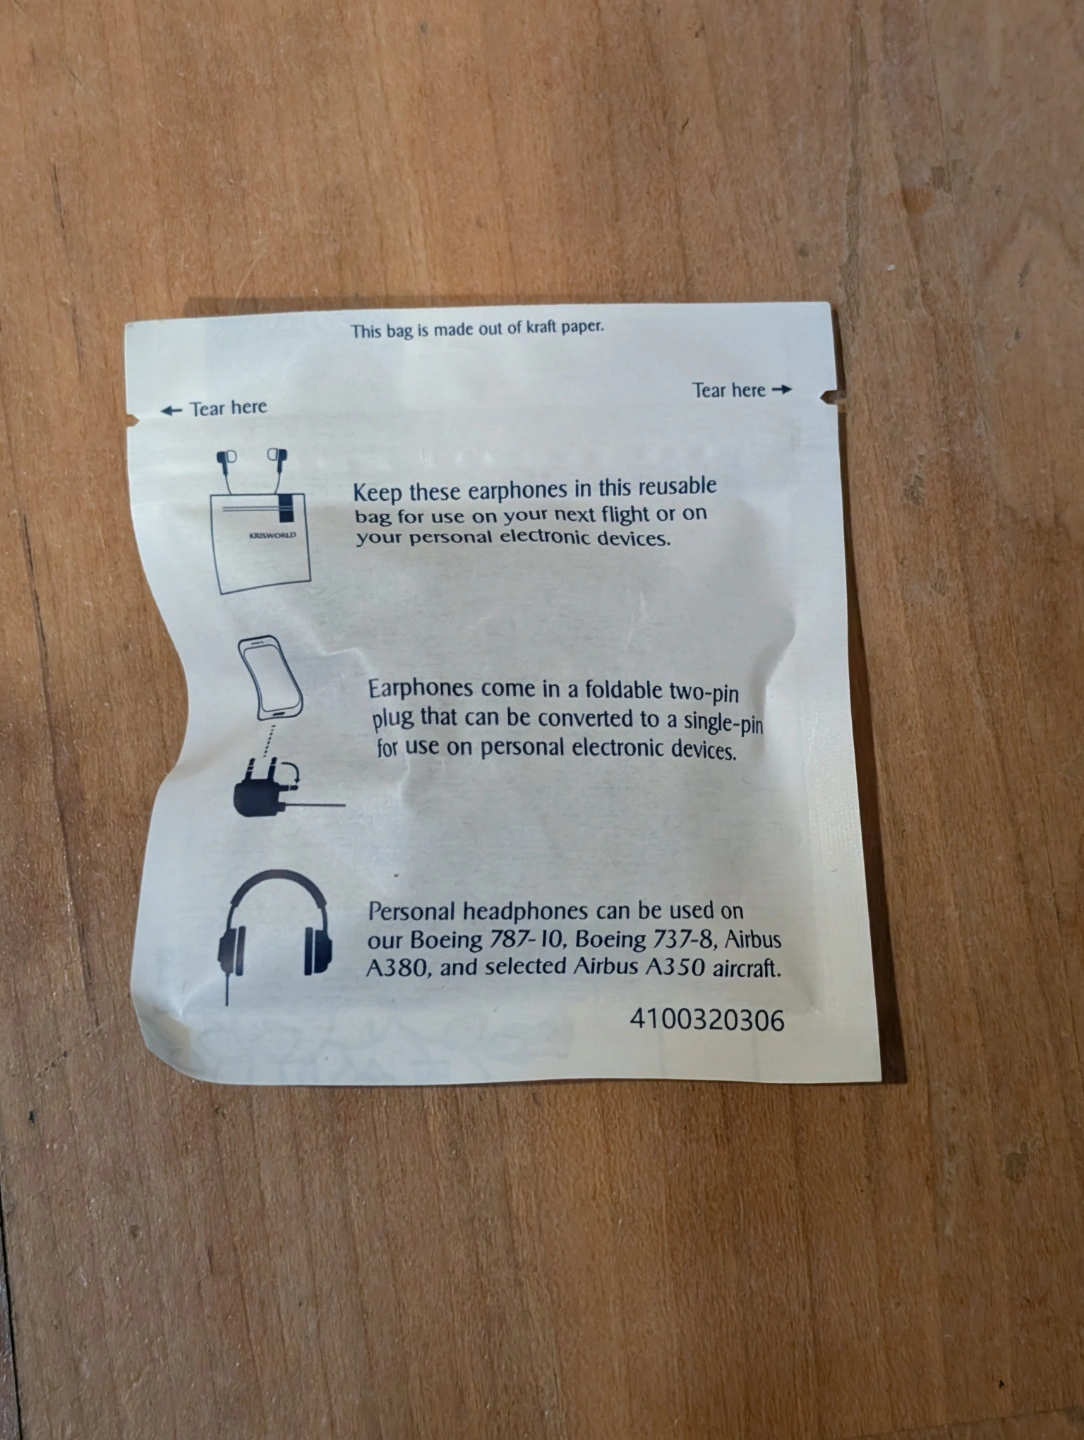 This bag is made out of kraft paper.
Tear here →
← Tear here
KRISWORLD
Keep these earphones in this reusable
bag for use on your next flight or on
your personal electronic devices.
Earphones come in a foldable two-pin
plug that can be converted to a single-pin
for use on personal electronic devices.
Personal headphones can be used on
our Boeing 787-10, Boeing 737-8, Airbus
A380, and selected Airbus A350 aircraft.
4100320306